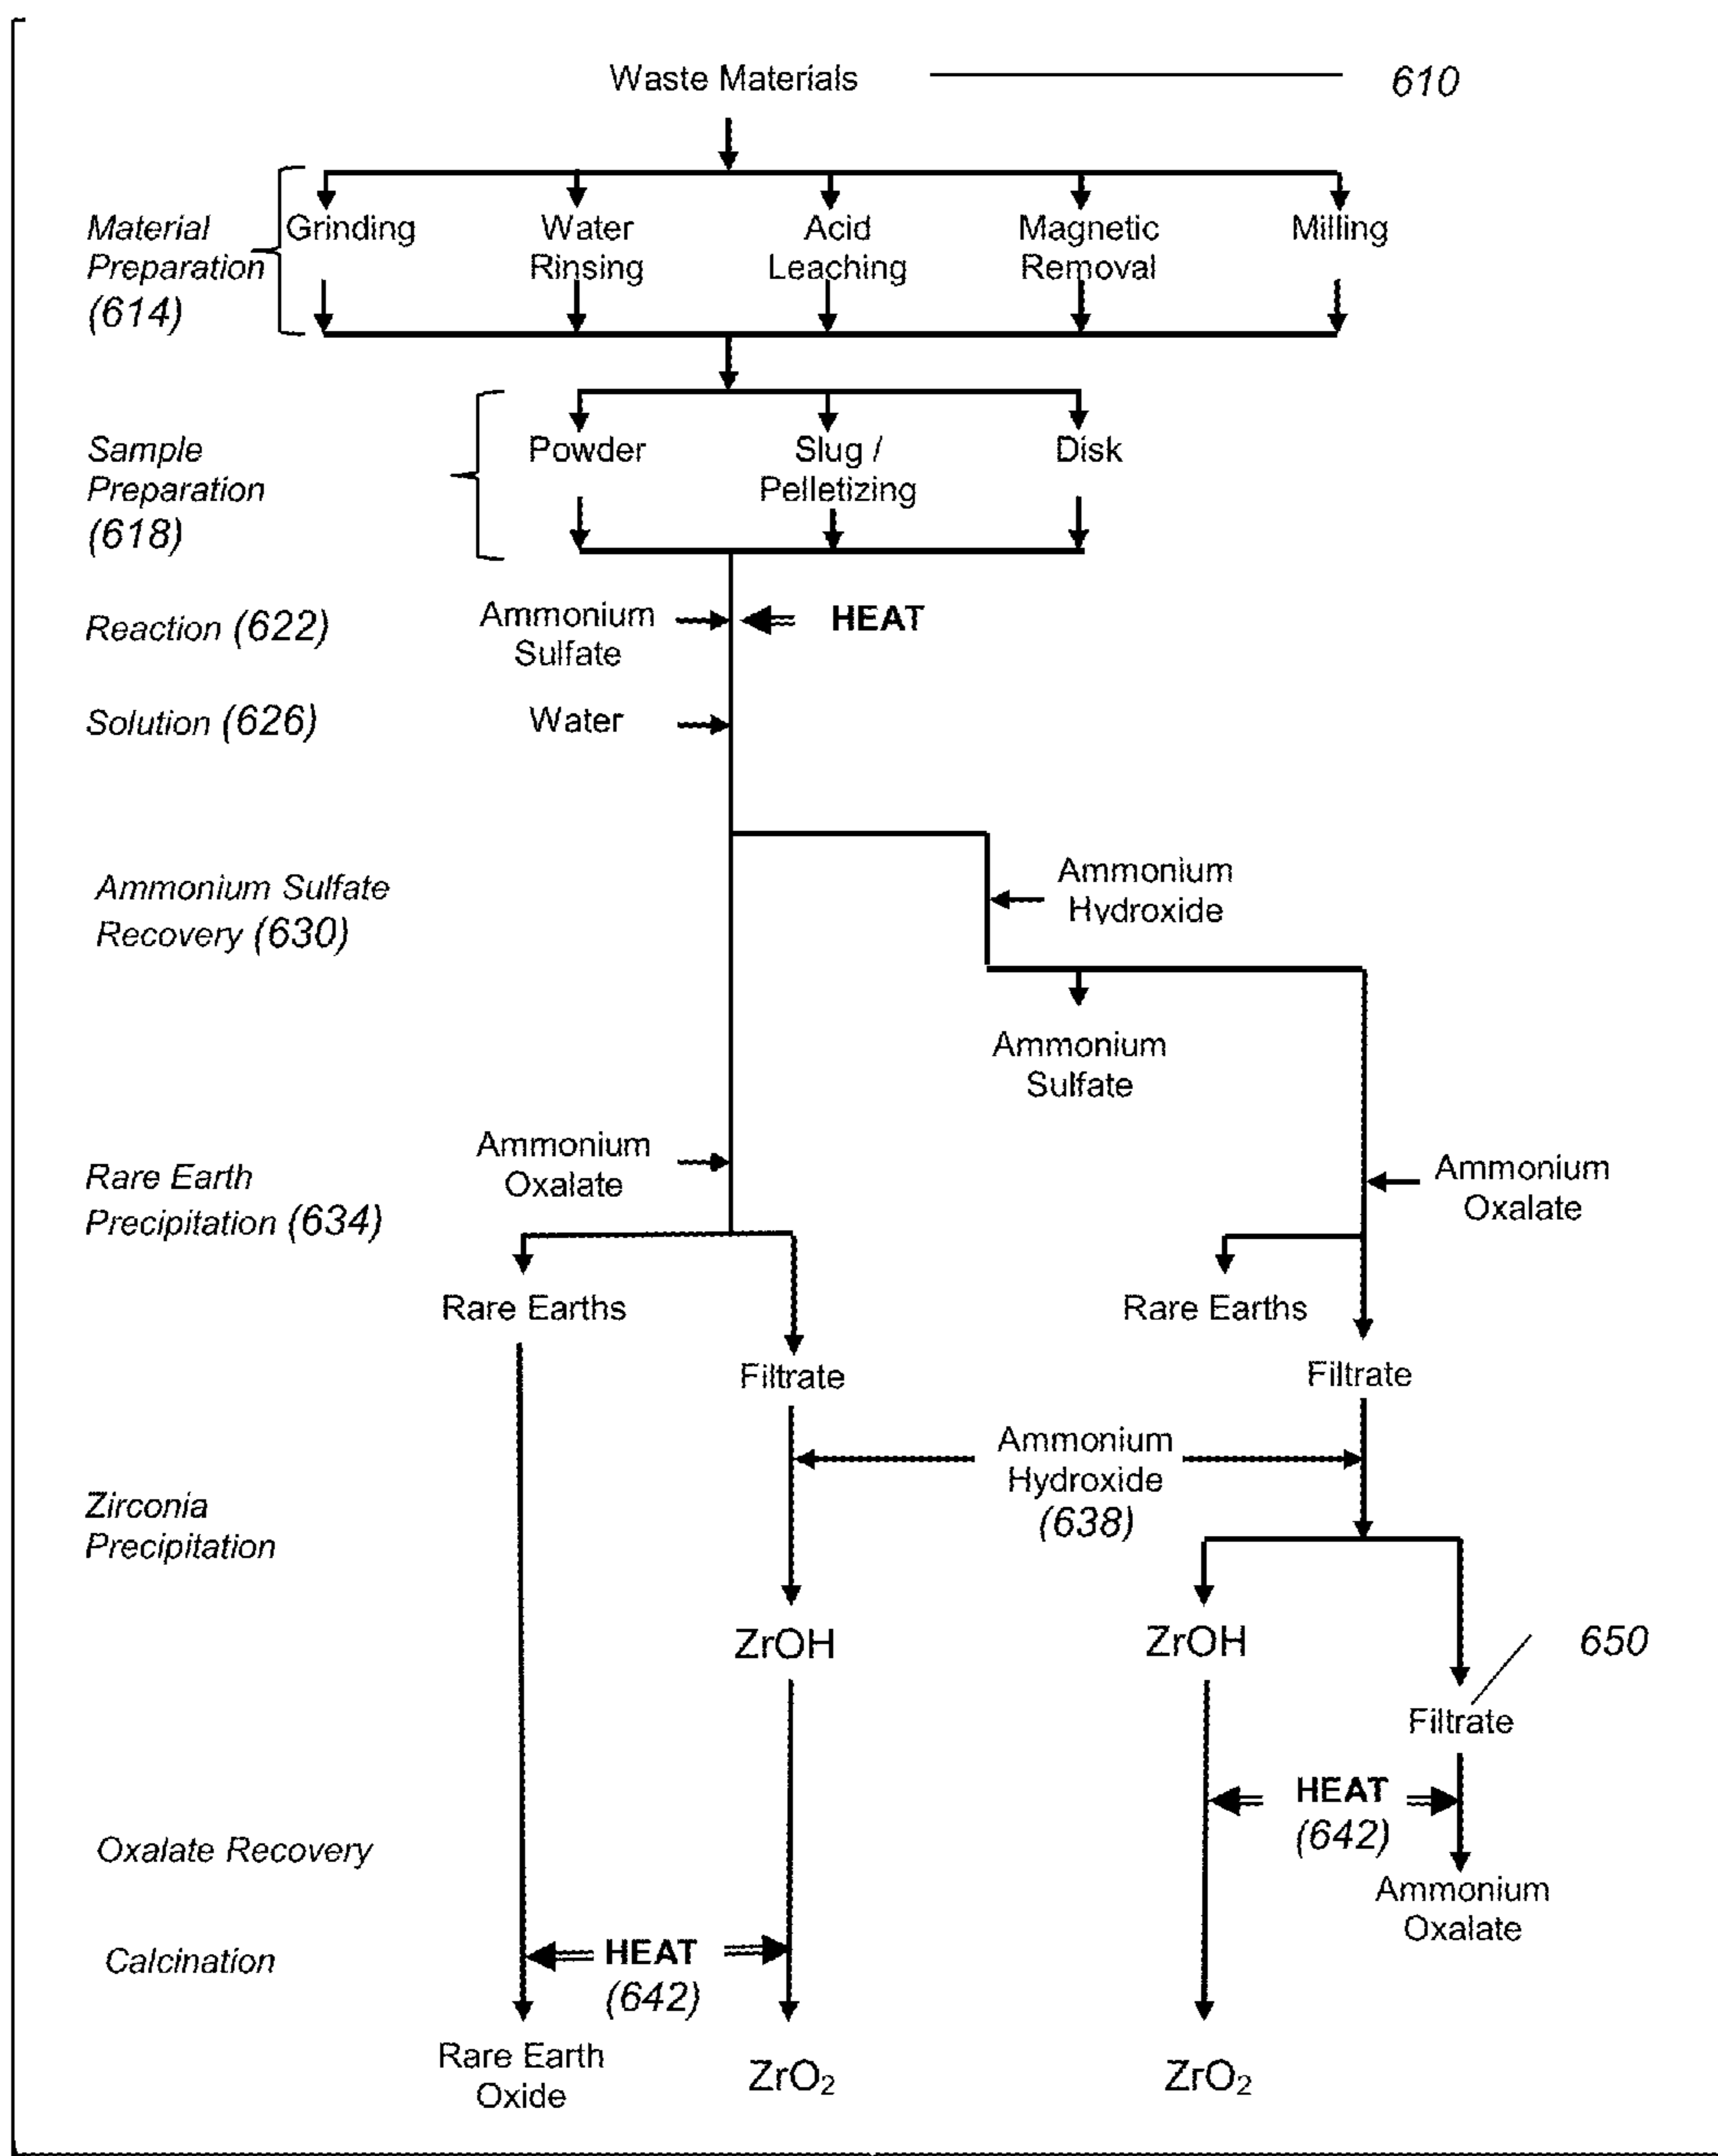 Waste Materials
610
Material
Preparation
(614)
Grinding
Water
Rinsing
Acid
Leaching
Magnetic
Removal
Milling
Sample
Preparation
(618)
Powder
Slug /
Pelletizing
Disk
Reaction (622)
Ammonium
Sulfate
HEAT
Solution (626)
Water
Ammonium Sulfate
Recovery (630)
Ammonium
Hydroxide
Ammonium
Sulfate
Rare Earth
Precipitation (634)
Ammonium
Oxalate
Ammonium
Oxalate
Rare Earths
Filtrate
Rare Earths
Filtrate
Zirconia
Precipitation
Ammonium
Hydroxide
(638)
ZrOH
ZrOH
650
Filtrate
HEAT
(642)
Oxalate Recovery
Ammonium
Oxalate
Calcination
HEAT
(642)
Rare Earth
Oxide
ZrO₂
ZrO₂